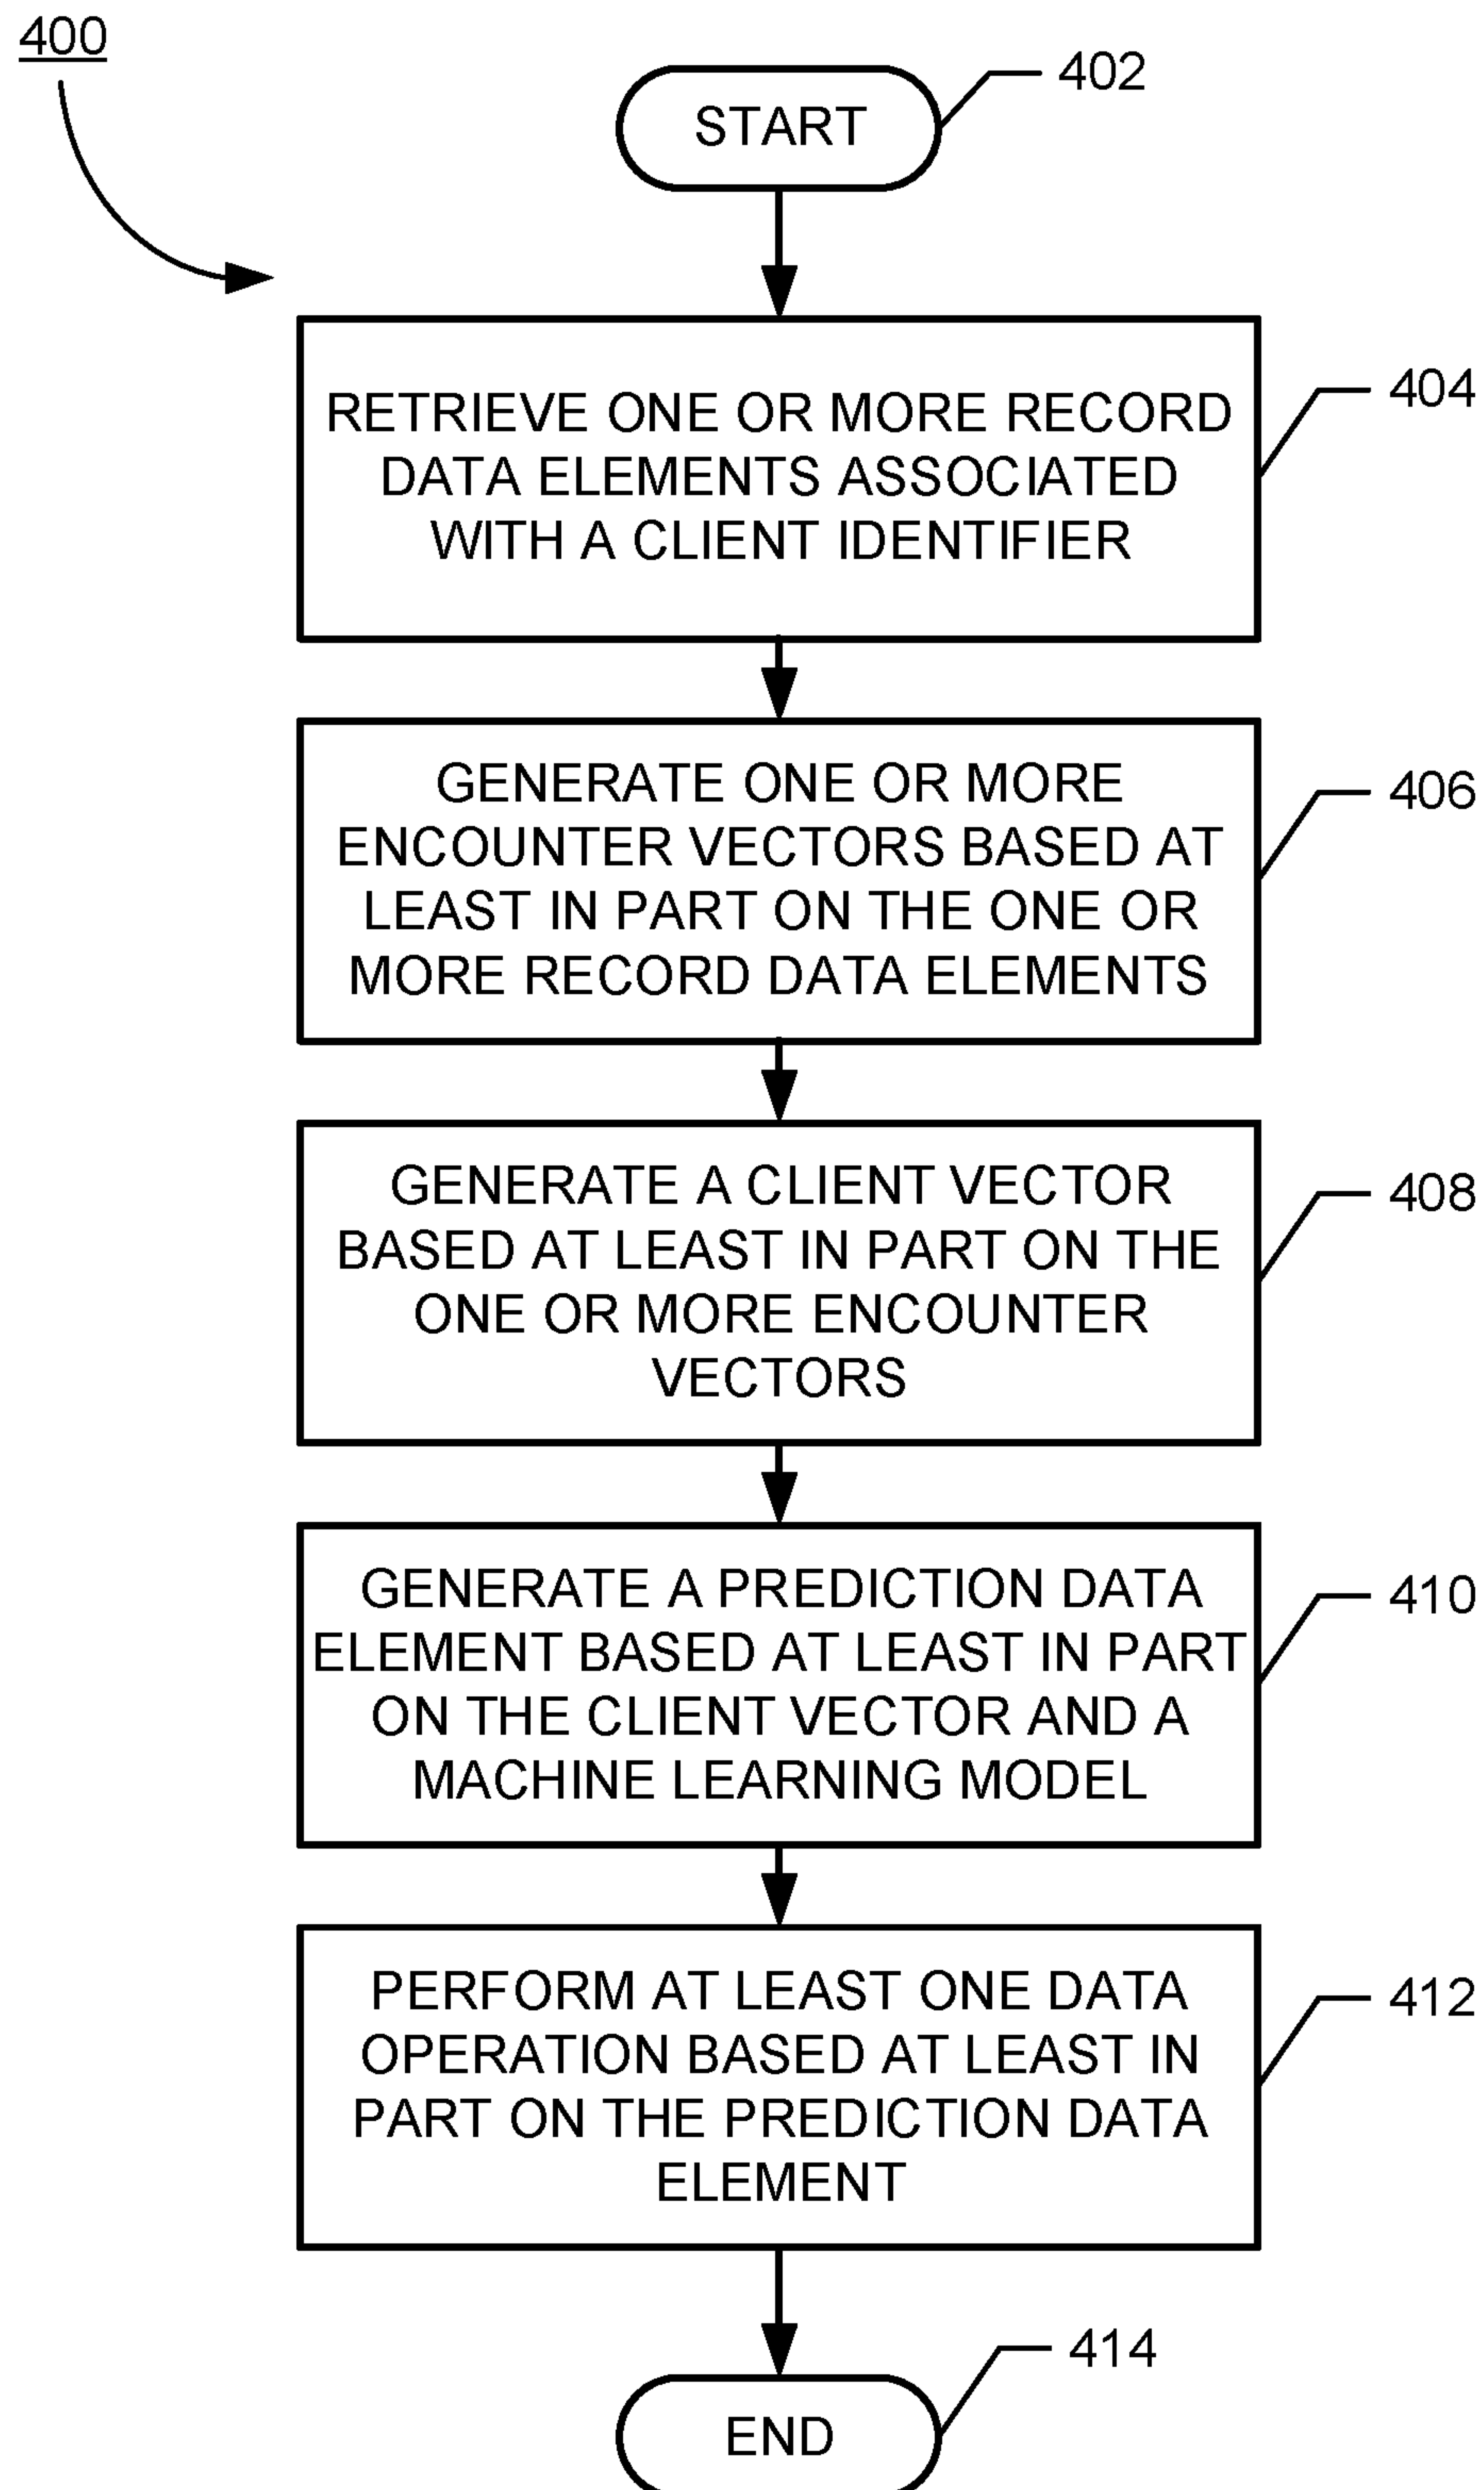 400
START
402
RETRIEVE ONE OR MORE RECORD
DATA ELEMENTS ASSOCIATED
WITH A CLIENT IDENTIFIER
404
GENERATE ONE OR MORE
ENCOUNTER VECTORS BASED AT
LEAST IN PART ON THE ONE OR
MORE RECORD DATA ELEMENTS
406
GENERATE A CLIENT VECTOR
BASED AT LEAST IN PART ON THE
ONE OR MORE ENCOUNTER
VECTORS
408
GENERATE A PREDICTION DATA
ELEMENT BASED AT LEAST IN PART
ON THE CLIENT VECTOR AND A
MACHINE LEARNING MODEL
410
PERFORM AT LEAST ONE DATA
OPERATION BASED AT LEAST IN
PART ON THE PREDICTION DATA
ELEMENT
412
END
414